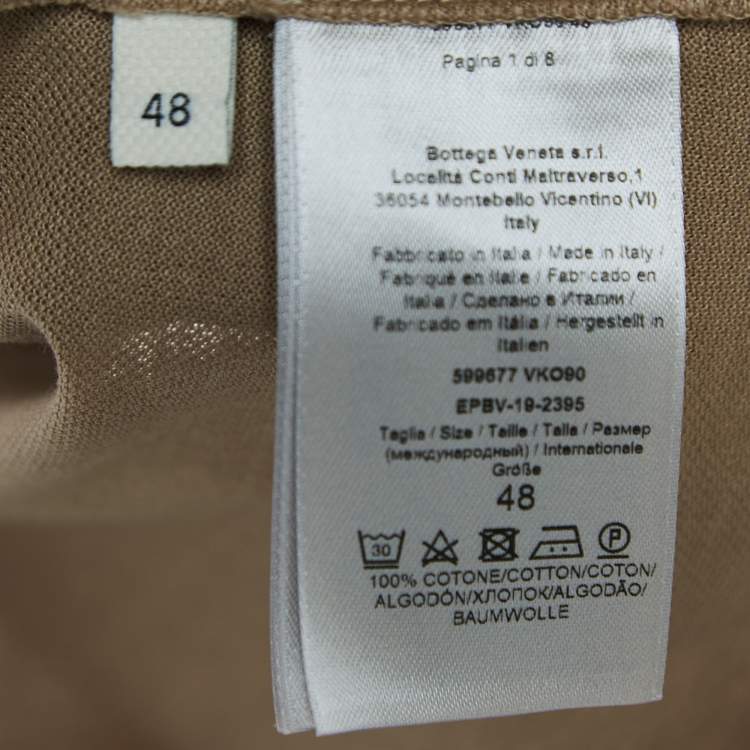 48
Pagina 1 di 8
Bottega Veneta s.r.l.
Località Conti Maltraverso,1
36054 Montebello Vicentino (VI)
Italy
Fabbricato in Italia / Made in Italy /
Fabriqué en Italie / Fabricado en
Italia / Сделано в Италии /
Fabricado em Itália / Hergestellt in
Italien
599677 VKO90
EPBV-19-2395
Taglia / Size / Taille / Talla / Размер
(международный) / Internationale
Größe
48
30
P
100% COTONE/COTTON/COTON/
ALGODÓN/ХЛОПОК/ALGODÃO/
BAUMWOLLE